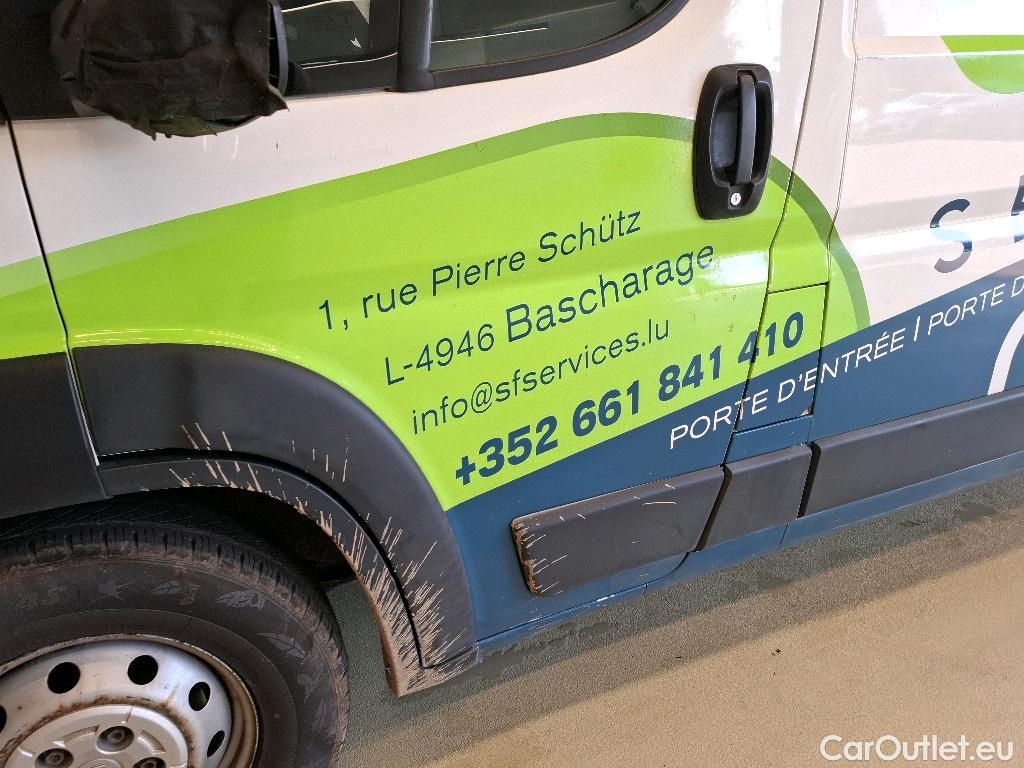 1, rue Pierre Schütz
L-4946 Bascharage
info@sfservices.lu
+352 661 841 410
S
PORTE D'ENTRÉE | PORTE D
CarOutlet.eu